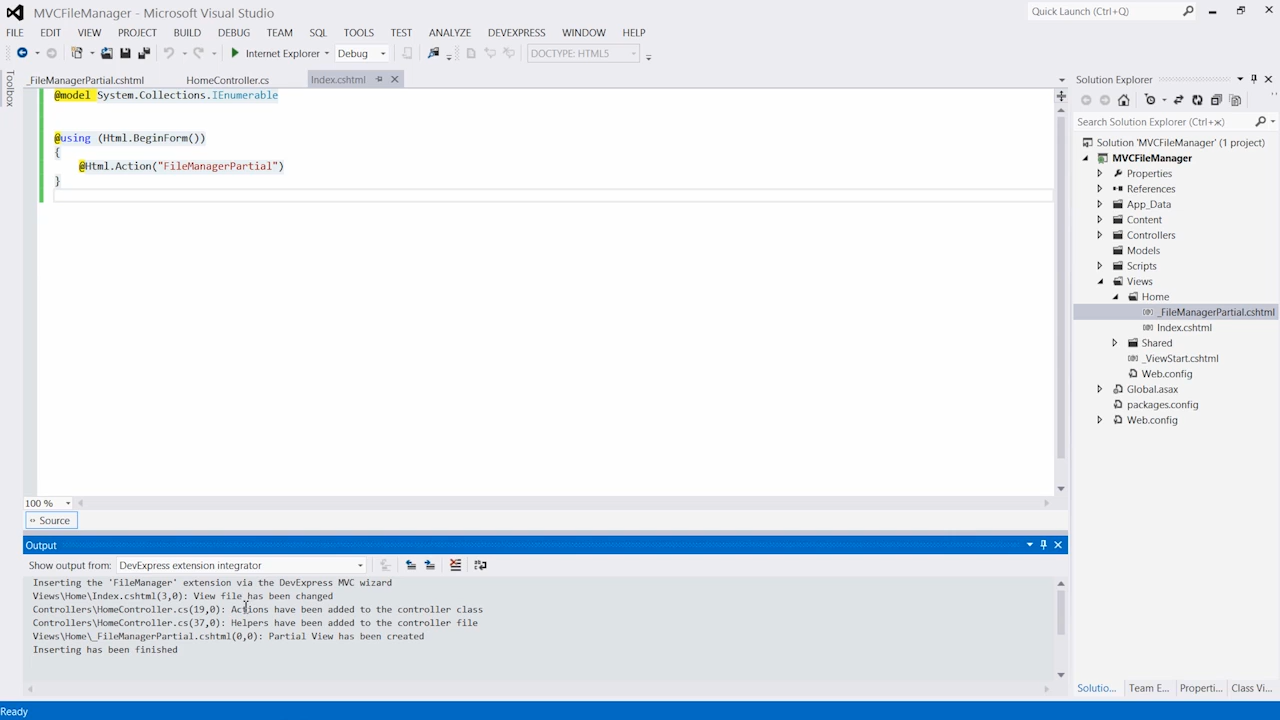 MVCFileManager - Microsoft Visual Studio
Quick Launch (Ctrl+Q)
FILE EDIT VIEW PROJECT BUILD DEBUG TEAM SQL TOOLS TEST ANALYZE DEVEXPRESS WINDOW HELP
Internet Explorer Debug DOCTYPE: HTML5
Toolbox
_FileManagerPartial.cshtml HomeController.cs Index.cshtml
@model System.Collections.IEnumerable
@using (Html.BeginForm())
{
@Html.Action("FileManagerPartial")
}
100 %
Source
Output
Show output from: DevExpress extension integrator
Inserting the 'FileManager' extension via the DevExpress MVC wizard
Views\Home\Index.cshtml(3,0): View file has been changed
Controllers\HomeController.cs(19,0): Actions have been added to the controller class
Controllers\HomeController.cs(37,0): Helpers have been added to the controller file
Views\Home\_FileManagerPartial.cshtml(0,0): Partial View has been created
Inserting has been finished
Solution Explorer
Search Solution Explorer (Ctrl+ж)
Solution 'MVCFileManager' (1 project)
MVCFileManager
Properties
References
App_Data
Content
Controllers
Models
Scripts
Views
Home
_FileManagerPartial.cshtml
Index.cshtml
Shared
_ViewStart.cshtml
Web.config
Global.asax
packages.config
Web.config
Solutio... Team E... Properti... Class Vi...
Ready